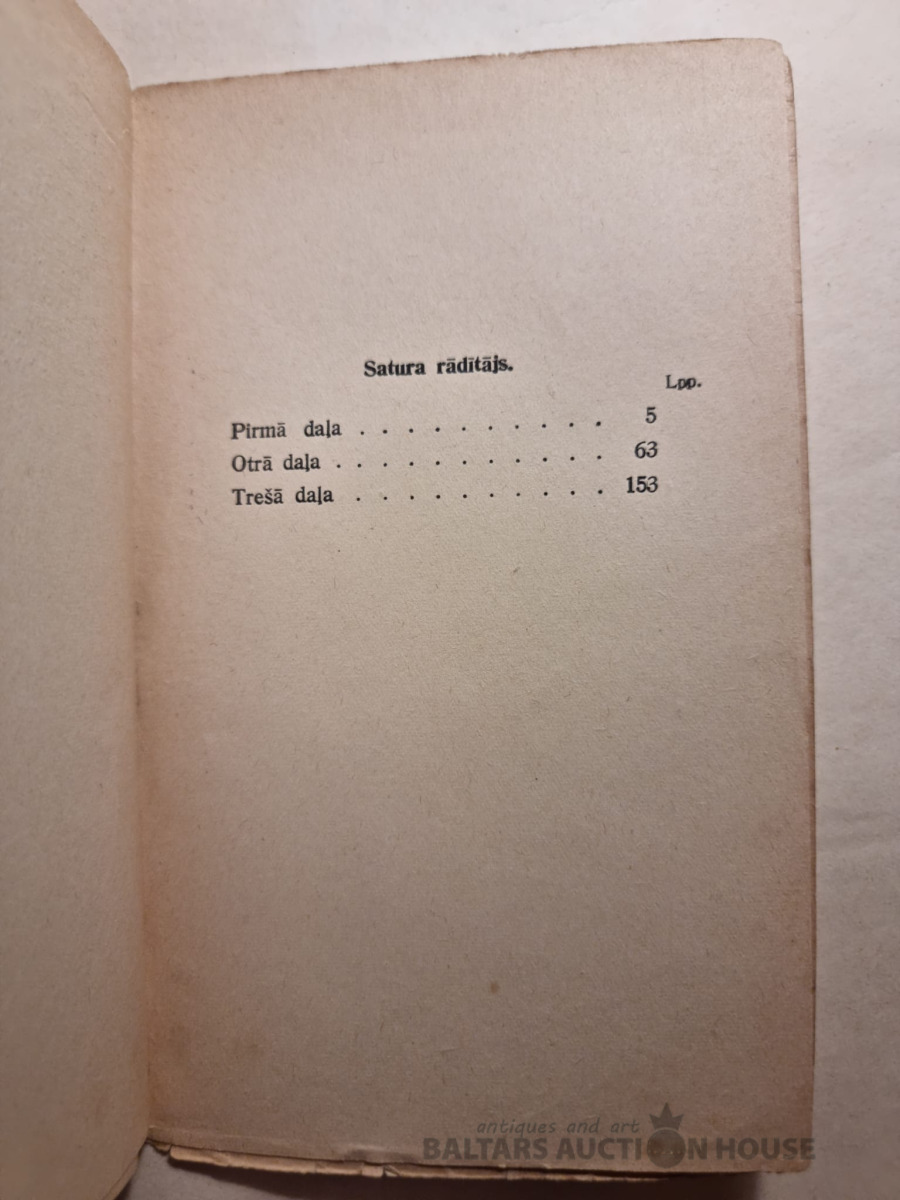 Satura rādītājs.
Lpp.
Pirmā daļa . . . . . . . . . . 5
Otrā daļa . . . . . . . . . . . 63
Trešā daļa . . . . . . . . . . 153
antiques and art
BALTARS AUCTION HOUSE